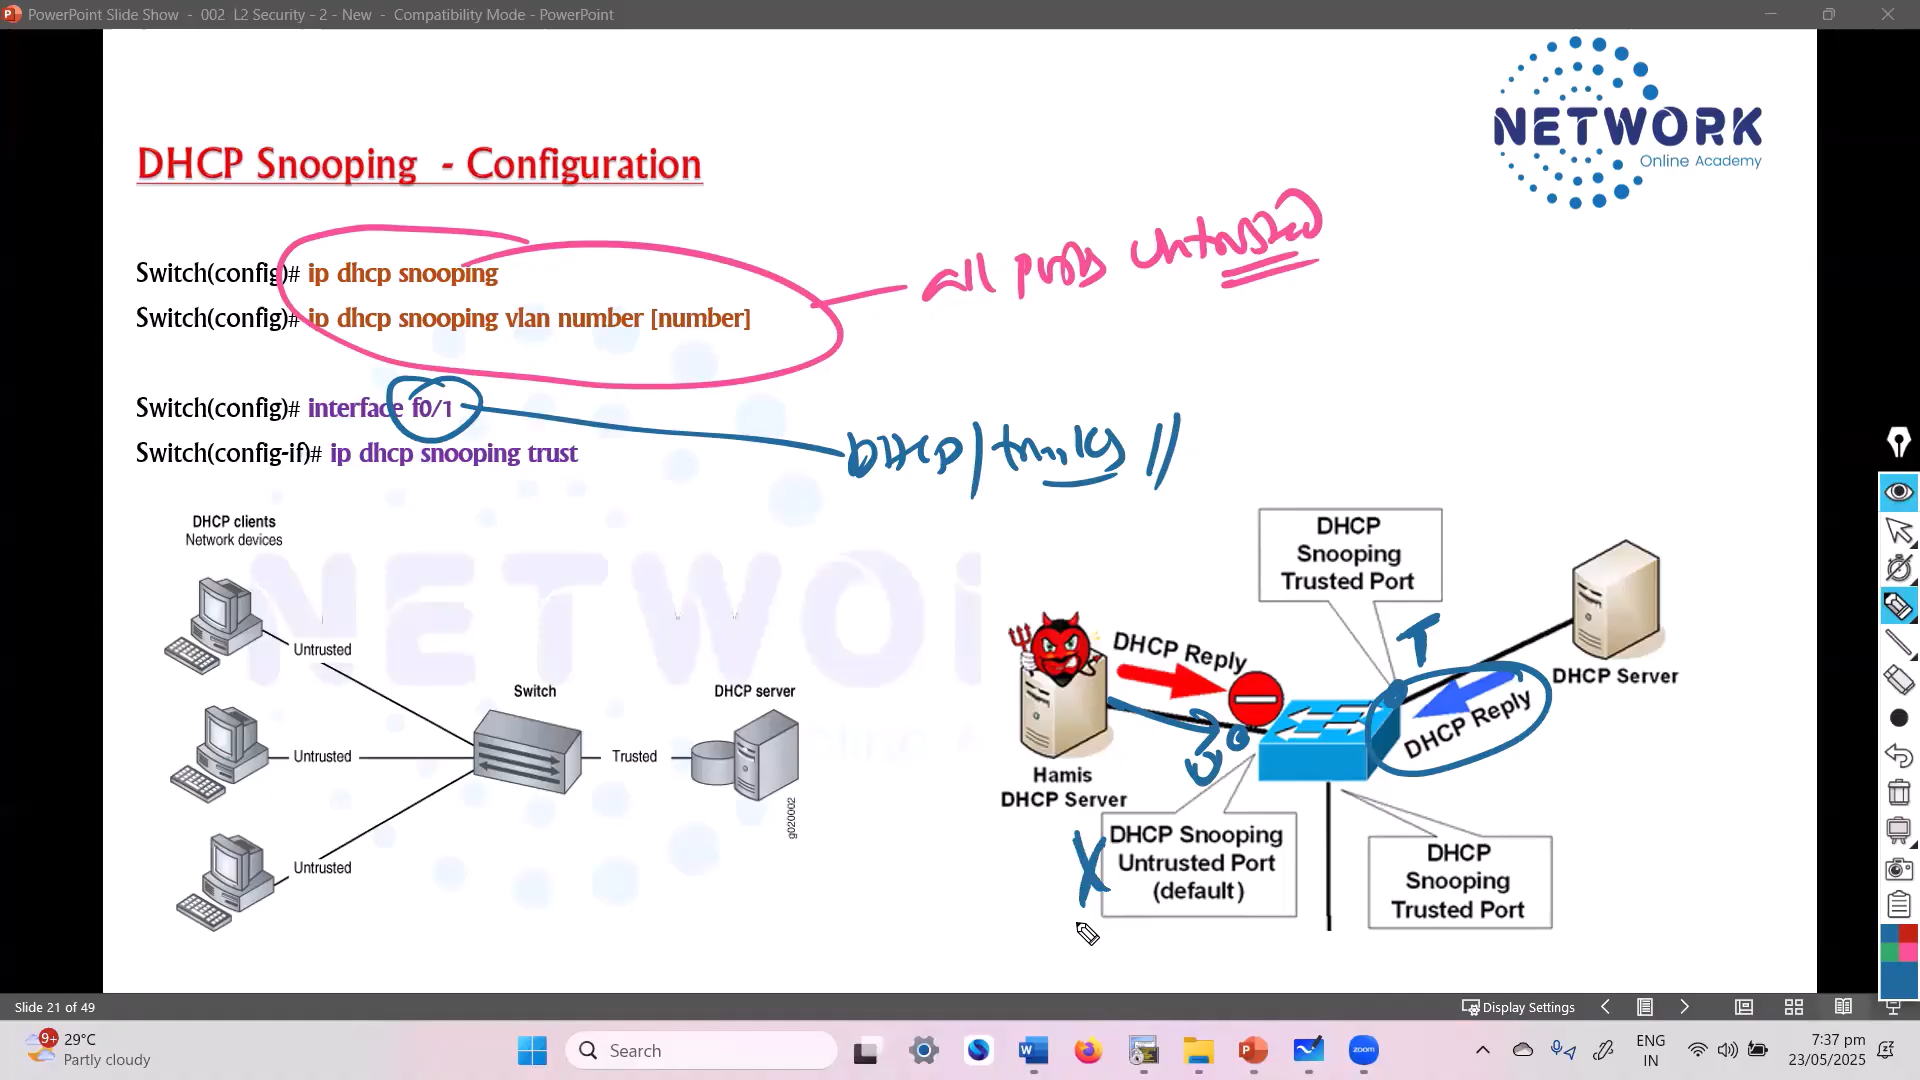 PowerPoint Slide Show - 002 L2 Security - 2 - New - Compatibility Mode - PowerPoint
NETWORK
Online Academy
DHCP Snooping - Configuration
Switch(config)# ip dhcp snooping
Switch(config)# ip dhcp snooping vlan number [number]
all ports untrusted
Switch(config)# interface f0/1
Switch(config-if)# ip dhcp snooping trust
DHCP/trunks //
DHCP clients
Network devices
Untrusted
Untrusted
Untrusted
Switch
Trusted
DHCP server
g020002
DHCP
Snooping
Trusted Port
T
DHCP Reply
DHCP Server
DHCP Reply
U
Hamis
DHCP Server
X
DHCP Snooping
Untrusted Port
(default)
DHCP
Snooping
Trusted Port
NETWO
Slide 21 of 49
Display Settings
9+
29°C
Partly cloudy
Search
zoom
ENG
IN
7:37 pm
23/05/2025